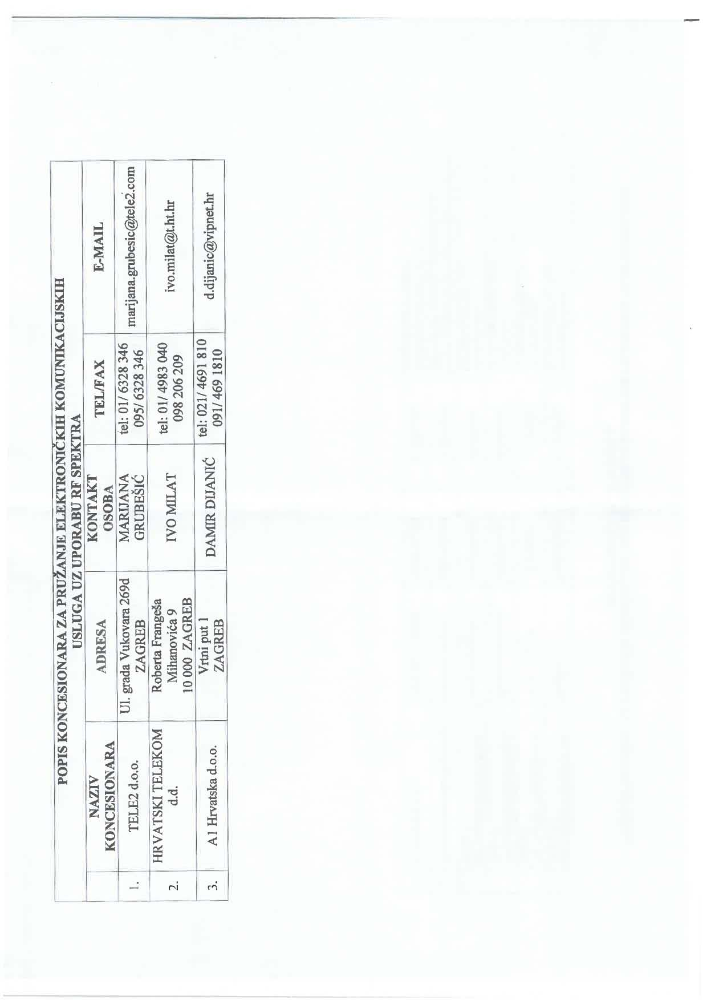 POPIS KONCESIONARA ZA PRUŽANJE ELEKTRONIČKIH KOMUNIKACIJSKIH
USLUGA UZ UPORABU RF SPEKTRA
NAZIV
KONCESIONARA
ADRESA
KONTAKT
OSOBA
TEL/FAX
E-MAIL
1.
TELE2 d.o.o.
Ul. grada Vukovara 269d
ZAGREB
MARIJANA
GRUBEŠIĆ
tel: 01/ 6328 346
095/ 6328 346
marijana.grubesic@tele2.com
2.
HRVATSKI TELEKOM
d.d.
Roberta Frangeša
Mihanovića 9
10 000 ZAGREB
IVO MILAT
tel: 01/ 4983 040
098 206 209
ivo.milat@t.ht.hr
3.
A1 Hrvatska d.o.o.
Vrtni put 1
ZAGREB
DAMIR DIJANIĆ
tel: 021/ 4691 810
091/ 469 1810
d.dijanic@vipnet.hr